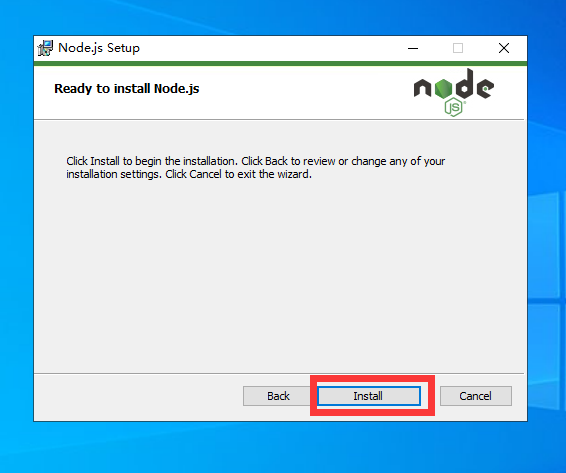 Node.js Setup
Ready to install Node.js
node
JS
Click Install to begin the installation. Click Back to review or change any of your
installation settings. Click Cancel to exit the wizard.
Back
Install
Cancel